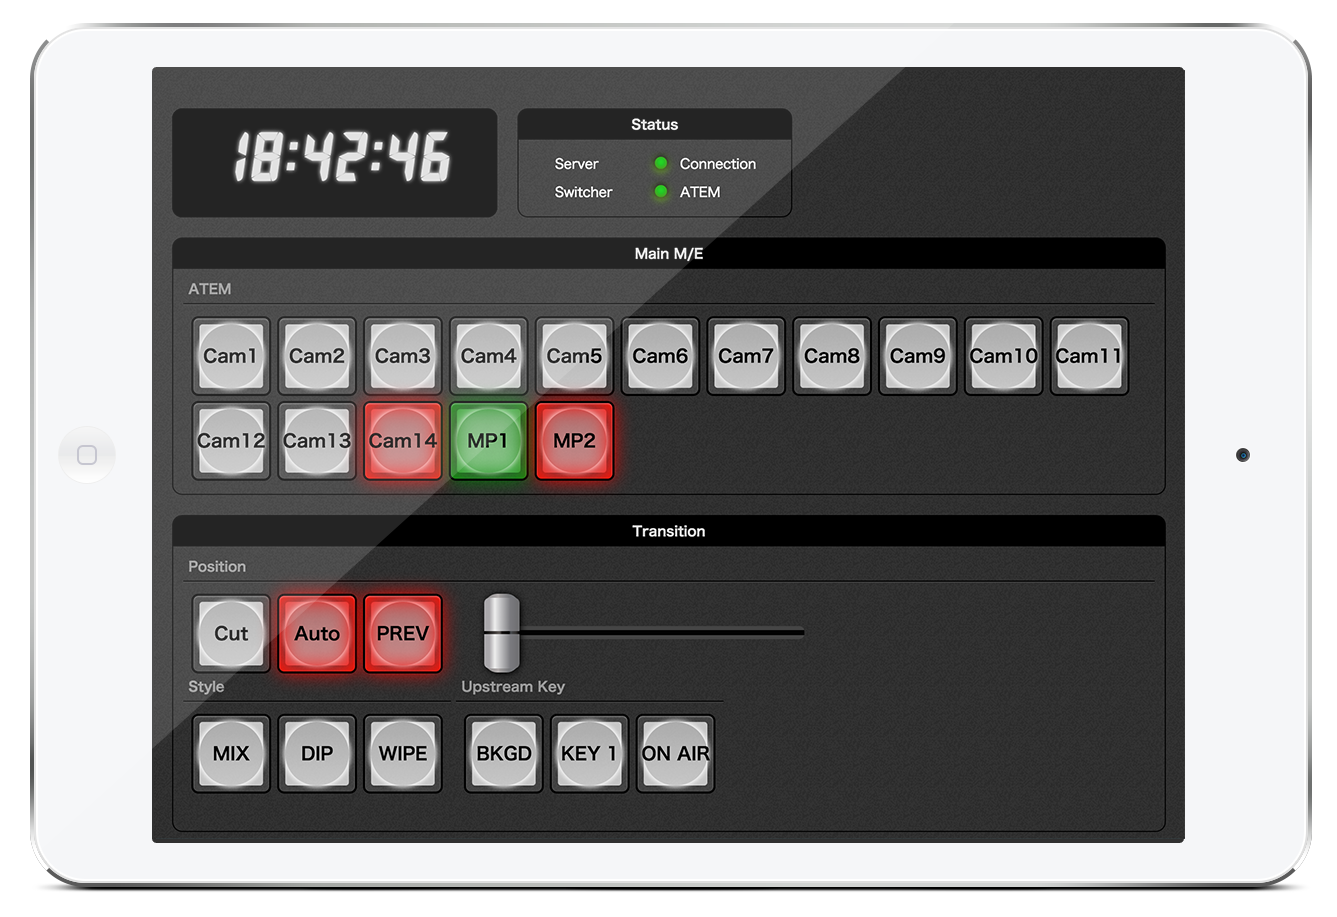 18:42:46
Status
Server Connection
Switcher ATEM
Main M/E
ATEM
Cam1 Cam2 Cam3 Cam4 Cam5 Cam6 Cam7 Cam8 Cam9 Cam10 Cam11
Cam12 Cam13 Cam14 MP1 MP2
Transition
Position
Cut Auto PREV
Style Upstream Key
MIX DIP WIPE BKGD KEY 1 ON AIR